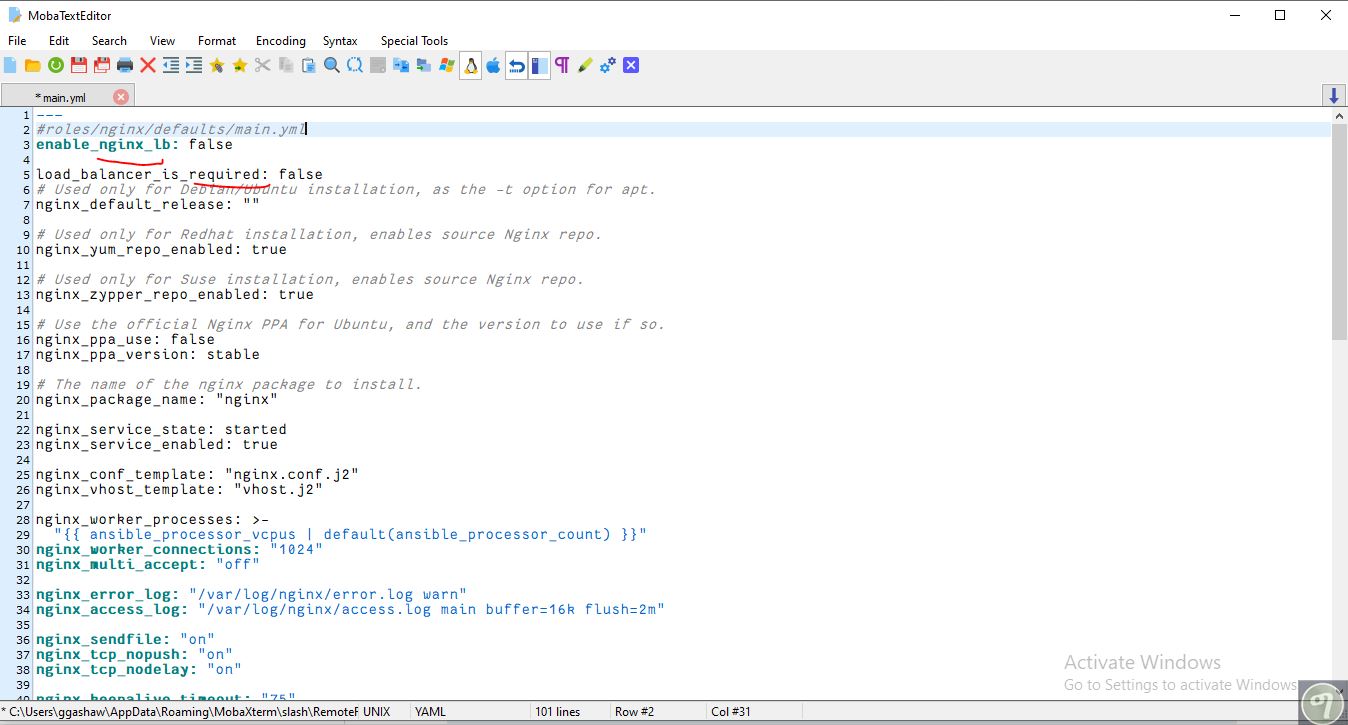 MobaTextEditor
File Edit Search View Format Encoding Syntax Special Tools
* main.yml
1 ---
2 #roles/nginx/defaults/main.yml
3 enable_nginx_lb: false
4
5 load_balancer_is_required: false
6 # Used only for Debian/Ubuntu installation, as the -t option for apt.
7 nginx_default_release: ""
8
9 # Used only for Redhat installation, enables source Nginx repo.
10 nginx_yum_repo_enabled: true
11
12 # Used only for Suse installation, enables source Nginx repo.
13 nginx_zypper_repo_enabled: true
14
15 # Use the official Nginx PPA for Ubuntu, and the version to use if so.
16 nginx_ppa_use: false
17 nginx_ppa_version: stable
18
19 # The name of the nginx package to install.
20 nginx_package_name: "nginx"
21
22 nginx_service_state: started
23 nginx_service_enabled: true
24
25 nginx_conf_template: "nginx.conf.j2"
26 nginx_vhost_template: "vhost.j2"
27
28 nginx_worker_processes: >-
29 "{{ ansible_processor_vcpus | default(ansible_processor_count) }}"
30 nginx_worker_connections: "1024"
31 nginx_multi_accept: "off"
32
33 nginx_error_log: "/var/log/nginx/error.log warn"
34 nginx_access_log: "/var/log/nginx/access.log main buffer=16k flush=2m"
35
36 nginx_sendfile: "on"
37 nginx_tcp_nopush: "on"
38 nginx_tcp_nodelay: "on"
39
40 nginx_keepalive_timeout: "75"
Activate Windows
Go to Settings to activate Windows
* C:\Users\ggashaw\AppData\Roaming\MobaXterm\slash\RemoteF UNIX YAML 101 lines Row #2 Col #31